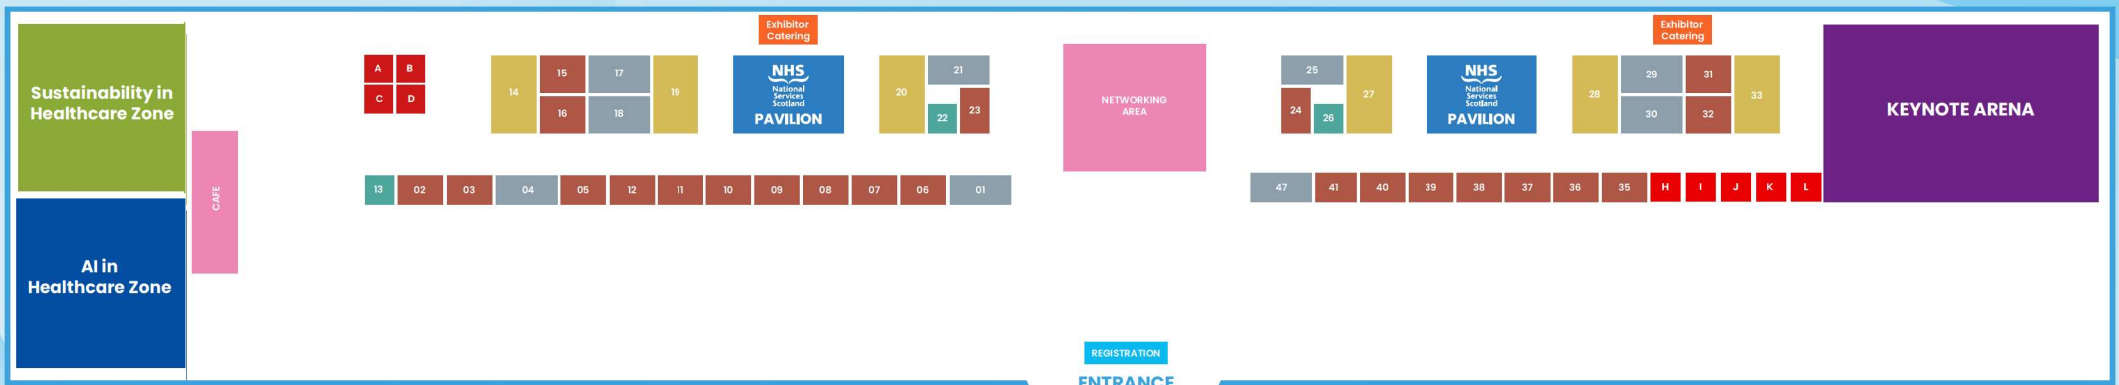 Exhibitor
Catering
Exhibitor
Catering
Sustainability in
Healthcare Zone
A
B
C
D
14
15
16
17
18
19
NHS
National
Services
Scotland
PAVILION
20
21
22
23
NETWORKING
AREA
25
24
26
27
NHS
National
Services
Scotland
PAVILION
28
29
30
31
32
33
KEYNOTE ARENA
CAFE
13
02
03
04
05
12
11
10
09
08
07
06
01
47
41
40
39
38
37
36
35
H
I
J
K
L
AI in
Healthcare Zone
REGISTRATION
ENTRANCE